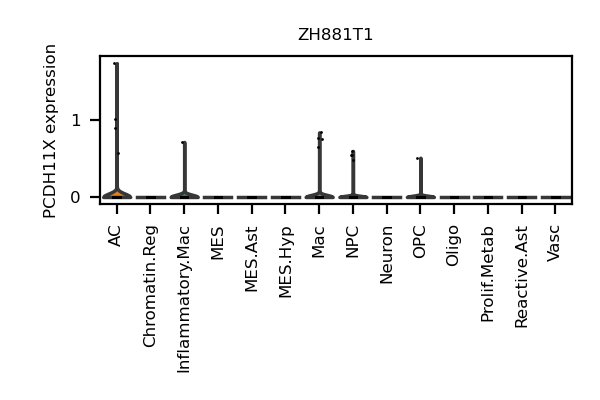 ZH881T1
PCDH11X expression
1
0
AC
Chromatin.Reg
Inflammatory.Mac
MES
MES.Ast
MES.Hyp
Mac
NPC
Neuron
OPC
Oligo
Prolif.Metab
Reactive.Ast
Vasc